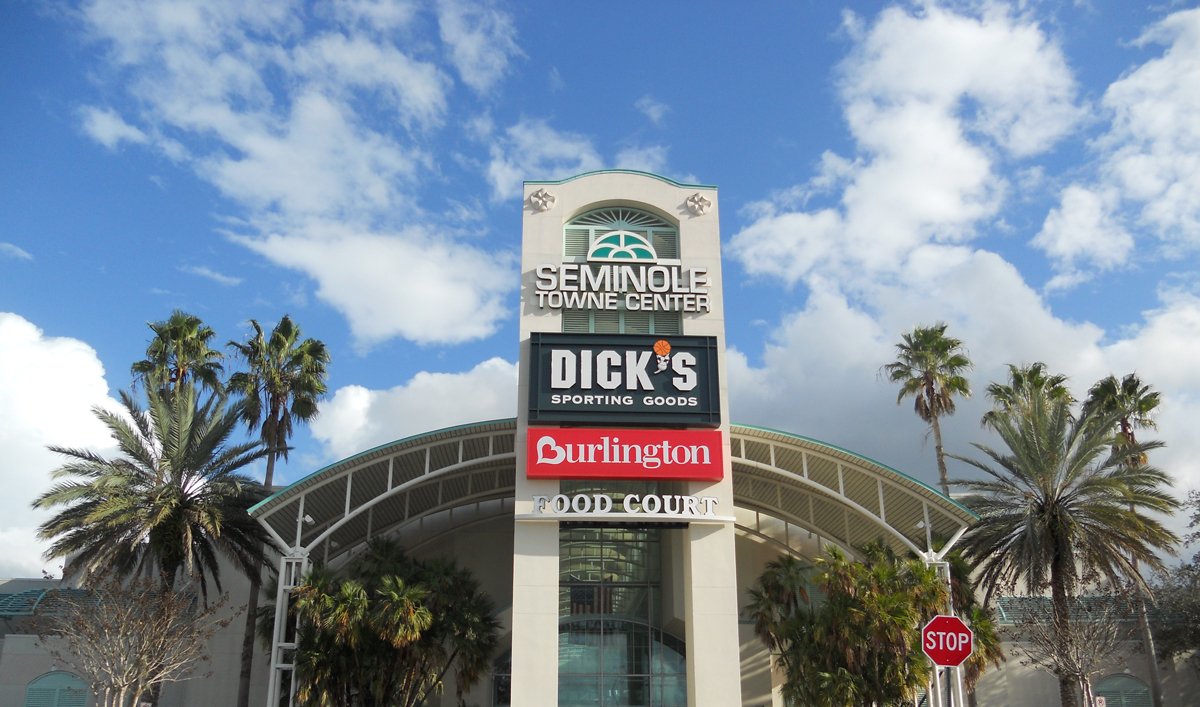 SEMINOLE
TOWNE CENTER
DICK'S
SPORTING GOODS
Burlington
FOOD COURT
STOP